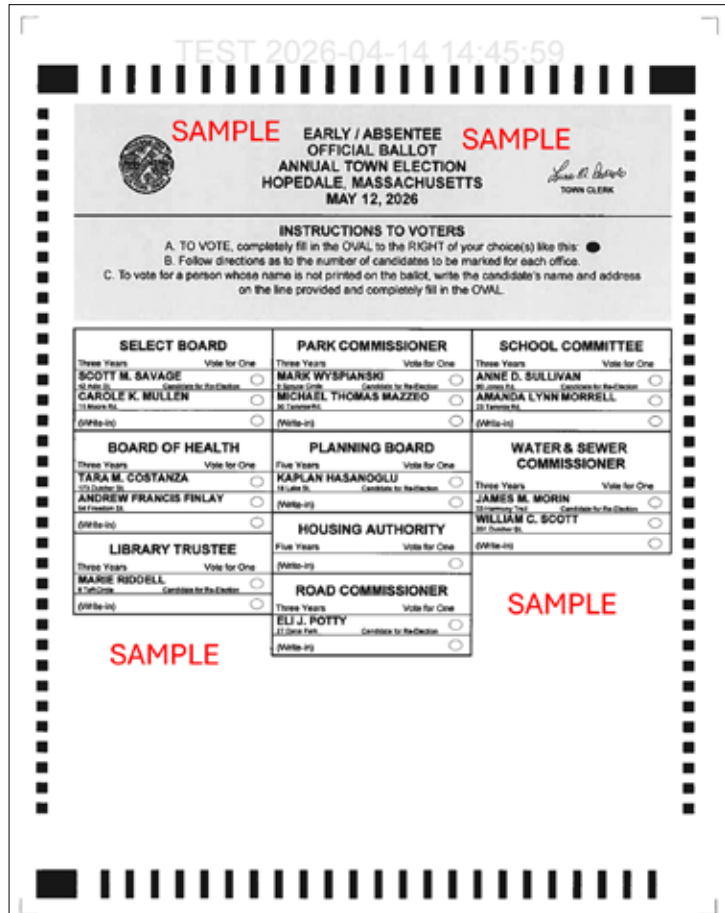 TEST 2026-04-14 14:45:59
SAMPLE
SAMPLE
EARLY / ABSENTEE
OFFICIAL BALLOT
ANNUAL TOWN ELECTION
HOPEDALE, MASSACHUSETTS
MAY 12, 2026
TOWN CLERK
INSTRUCTIONS TO VOTERS
A. TO VOTE, completely fill in the OVAL to the RIGHT of your choice(s) like this:
B. Follow directions as to the number of candidates to be marked for each office.
C. To vote for a person whose name is not printed on the ballot, write the candidate's name and address
on the line provided and completely fill in the OVAL.
SELECT BOARD
Three Years Vote for One
SCOTT M. SAVAGE
Candidate for Re-Election
CAROLE K. MULLEN
(Write-in)
BOARD OF HEALTH
Three Years Vote for One
TARA M. COSTANZA
173 Dutcher St.
ANDREW FRANCIS FINLAY
54 Freedom St.
(Write-in)
LIBRARY TRUSTEE
Three Years Vote for One
MARIE RIDDELL
Candidate for Re-Election
(Write-in)
PARK COMMISSIONER
Three Years Vote for One
MARK WYSPIANSKI
Candidate for Re-Election
MICHAEL THOMAS MAZZEO
(Write-in)
PLANNING BOARD
Five Years Vote for One
KAPLAN HASANOGLU
Candidate for Re-Election
(Write-in)
HOUSING AUTHORITY
Five Years Vote for One
(Write-in)
ROAD COMMISSIONER
Three Years Vote for One
ELI J. POTTY
Candidate for Re-Election
(Write-in)
SCHOOL COMMITTEE
Three Years Vote for One
ANNE D. SULLIVAN
Candidate for Re-Election
AMANDA LYNN MORRELL
(Write-in)
WATER & SEWER
COMMISSIONER
Three Years Vote for One
JAMES M. MORIN
Candidate for Re-Election
WILLIAM C. SCOTT
(Write-in)
SAMPLE
SAMPLE